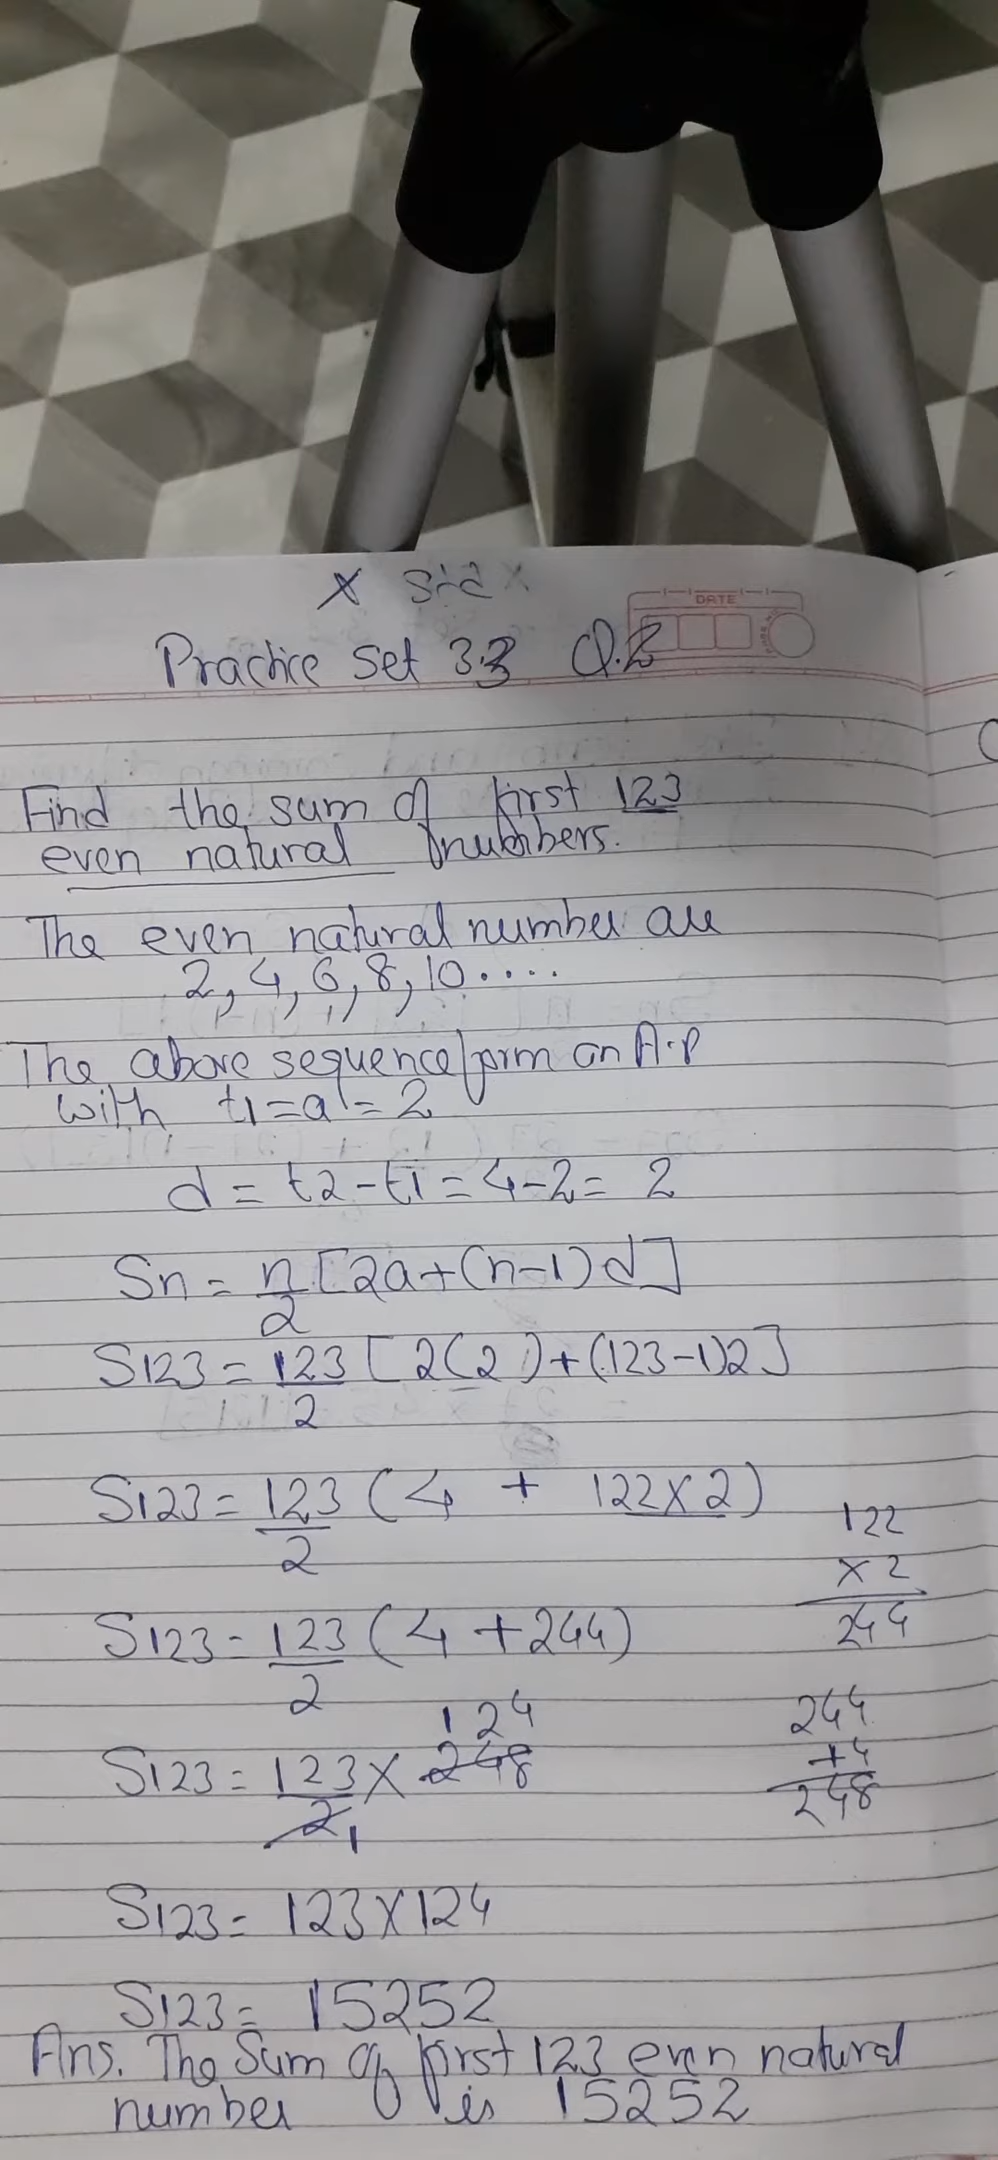 x std x
DATE
Practice Set 3.3 Q.2
Find the sum of first 123
even natural numbers.
The even natural number are
2, 4, 6, 8, 10 ....
The above sequence form an A.P
with t1 = a = 2
d = t2 - t1 = 4 - 2 = 2
Sn = n/2 [2a + (n-1) d]
S123 = 123/2 [2(2) + (123-1)2]
S123 = 123/2 (4 + 122 x 2)
122
x 2
244
S123 = 123/2 (4 + 244)
244
+4
248
124
S123 = 123/2 x 248
1
S123 = 123 x 124
S123 = 15252
Ans. The Sum of first 123 even natural
number is 15252